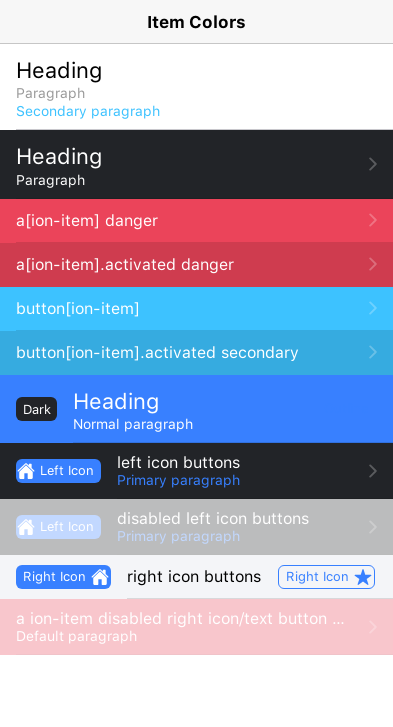 Item Colors
Heading
Paragraph
Secondary paragraph
Heading
Paragraph
a[ion-item] danger
a[ion-item].activated danger
button[ion-item]
button[ion-item].activated secondary
Dark
Heading
Normal paragraph
Left Icon
left icon buttons
Primary paragraph
Left Icon
disabled left icon buttons
Primary paragraph
Right Icon
right icon buttons
Right Icon
a ion-item disabled right icon/text button ...
Default paragraph